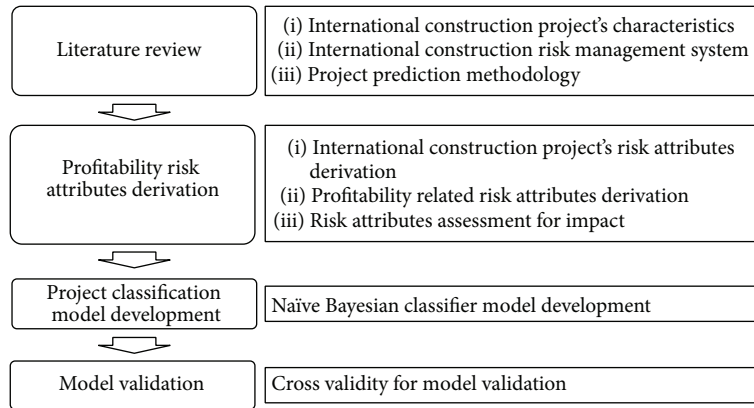 Literature review
(i) International construction project's characteristics
(ii) International construction risk management system
(iii) Project prediction methodology
Profitability risk
attributes derivation
(i) International construction project's risk attributes
derivation
(ii) Profitability related risk attributes derivation
(iii) Risk attributes assessment for impact
Project classification
model development
Naïve Bayesian classifier model development
Model validation
Cross validity for model validation